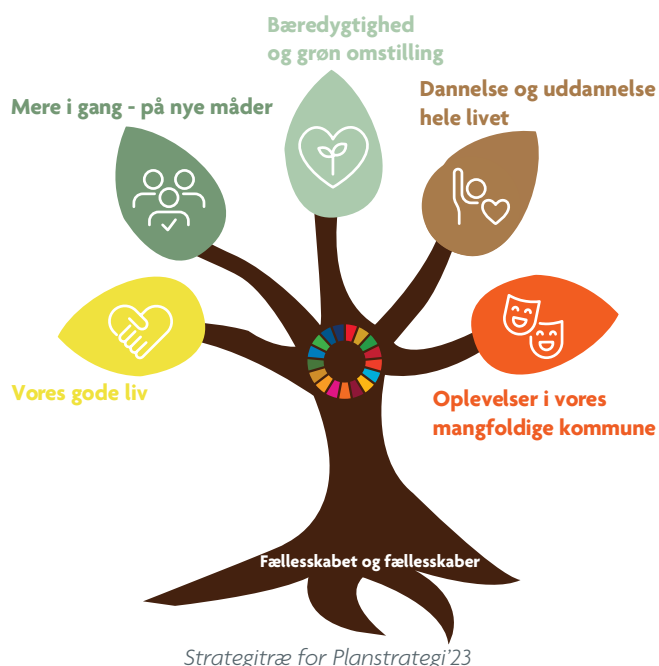 Bæredygtighed
og grøn omstilling
Mere i gang - på nye måder
Dannelse og uddannelse
hele livet
Vores gode liv
Oplevelser i vores
mangfoldige kommune
Fællesskabet og fællesskaber
Strategitræ for Planstrategi'23